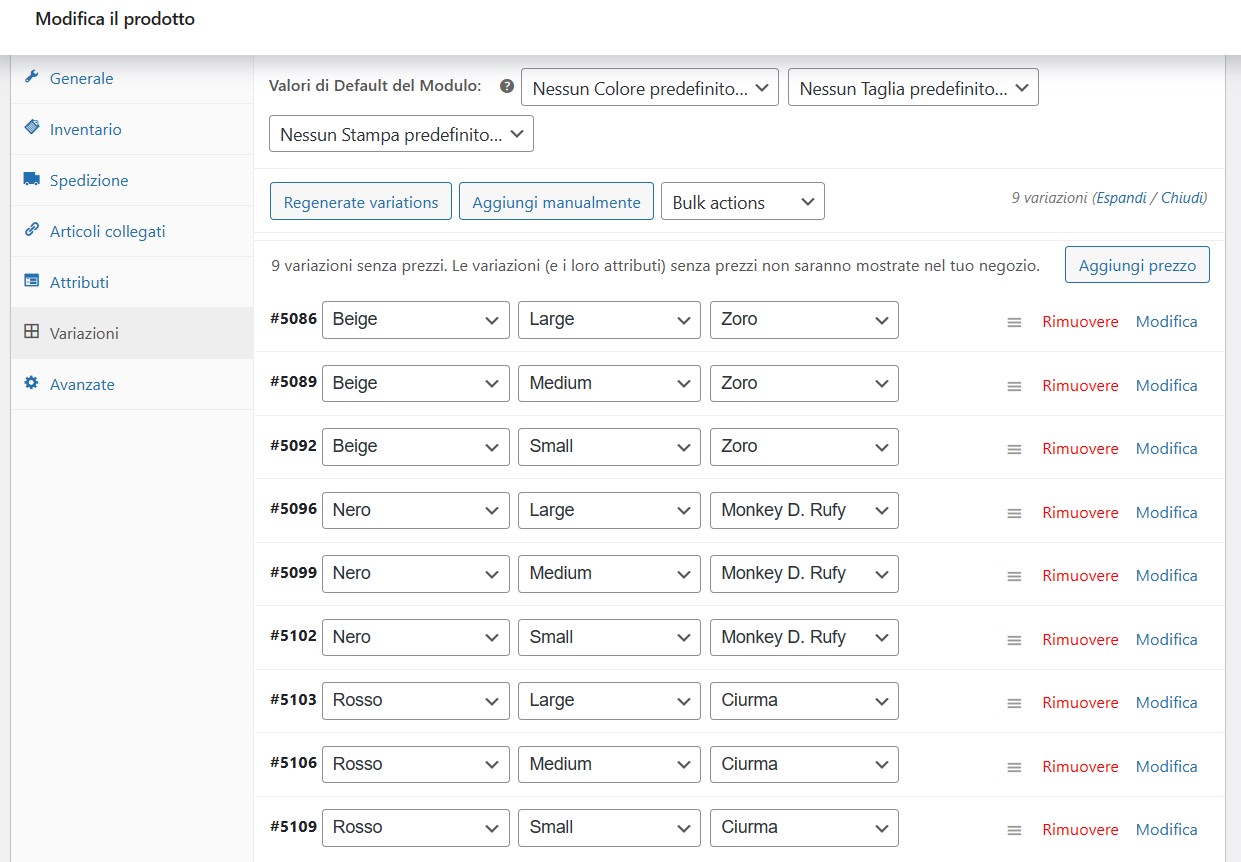 Modifica il prodotto
Generale
Inventario
Spedizione
Articoli collegati
Attributi
Variazioni
Avanzate
Valori di Default del Modulo: ? Nessun Colore predefinito... Nessun Taglia predefinito...
Nessun Stampa predefinito...
Regenerate variations Aggiungi manualmente Bulk actions 9 variazioni (Espandi / Chiudi)
9 variazioni senza prezzi. Le variazioni (e i loro attributi) senza prezzi non saranno mostrate nel tuo negozio. Aggiungi prezzo
#5086 Beige Large Zoro Rimuovere Modifica
#5089 Beige Medium Zoro Rimuovere Modifica
#5092 Beige Small Zoro Rimuovere Modifica
#5096 Nero Large Monkey D. Rufy Rimuovere Modifica
#5099 Nero Medium Monkey D. Rufy Rimuovere Modifica
#5102 Nero Small Monkey D. Rufy Rimuovere Modifica
#5103 Rosso Large Ciurma Rimuovere Modifica
#5106 Rosso Medium Ciurma Rimuovere Modifica
#5109 Rosso Small Ciurma Rimuovere Modifica